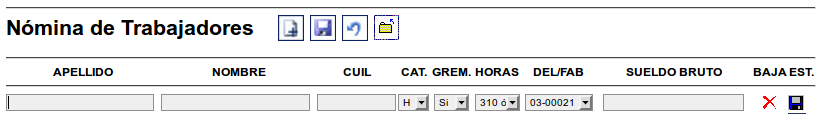 Nómina de Trabajadores
APELLIDO NOMBRE CUIL CAT. GREM. HORAS DEL/FAB SUELDO BRUTO BAJA EST.
H Si 310 ó 03-00021